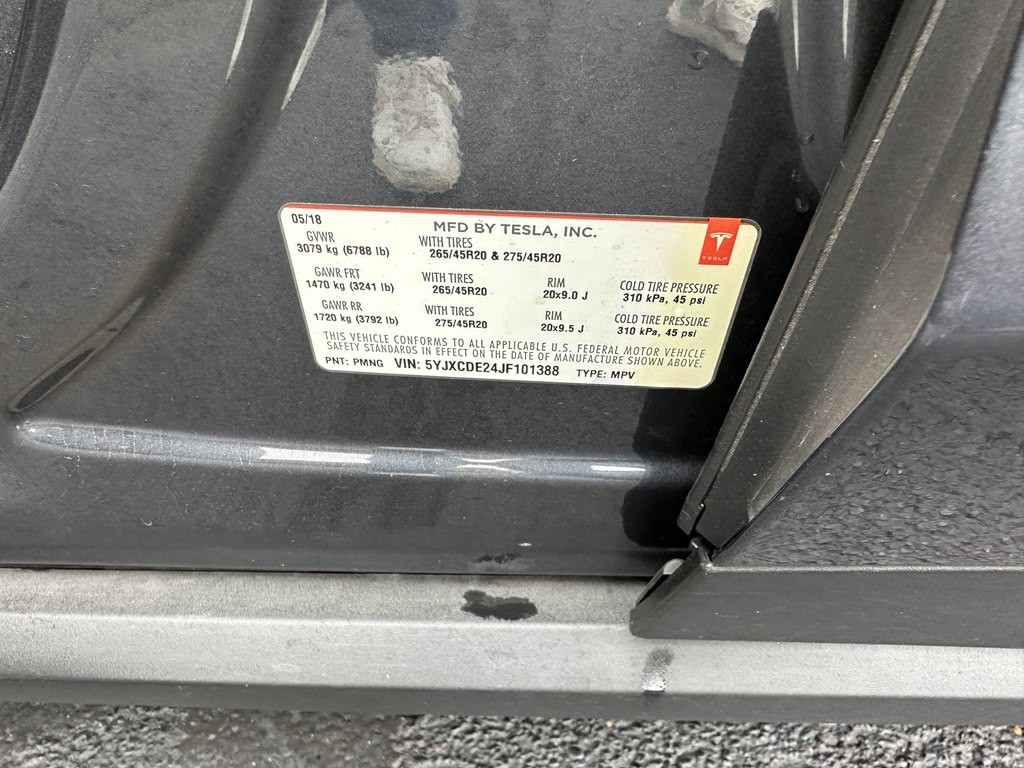 05/18
MFD BY TESLA, INC.
TESLA
GVWR WITH TIRES
3079 kg (6788 lb) 265/45R20 & 275/45R20
GAWR FRT WITH TIRES RIM COLD TIRE PRESSURE
1470 kg (3241 lb) 265/45R20 20x9.0 J 310 kPa, 45 psi
GAWR RR WITH TIRES RIM COLD TIRE PRESSURE
1720 kg (3792 lb) 275/45R20 20x9.5 J 310 kPa, 45 psi
THIS VEHICLE CONFORMS TO ALL APPLICABLE U.S. FEDERAL MOTOR VEHICLE
SAFETY STANDARDS IN EFFECT ON THE DATE OF MANUFACTURE SHOWN ABOVE.
PNT: PMNG VIN: 5YJXCDE24JF101388 TYPE: MPV